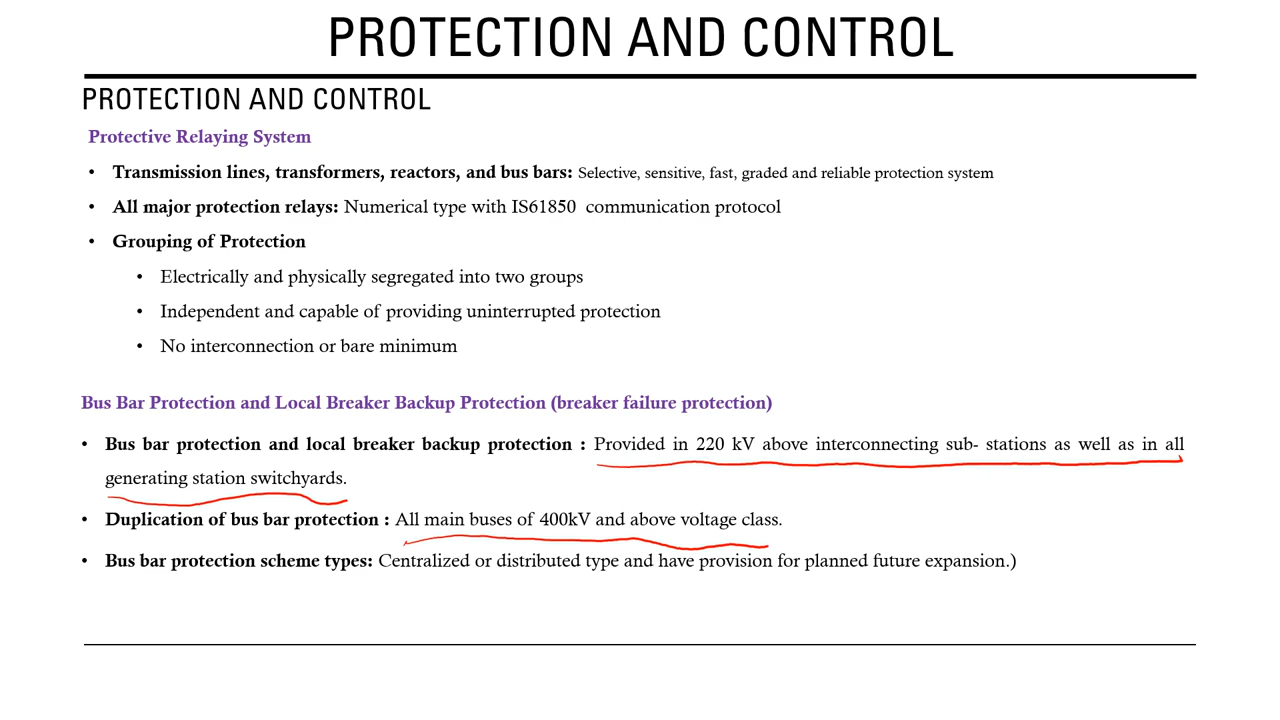 PROTECTION AND CONTROL
PROTECTION AND CONTROL
Protective Relaying System
• Transmission lines, transformers, reactors, and bus bars: Selective, sensitive, fast, graded and reliable protection system
• All major protection relays: Numerical type with IS61850 communication protocol
• Grouping of Protection
• Electrically and physically segregated into two groups
• Independent and capable of providing uninterrupted protection
• No interconnection or bare minimum
Bus Bar Protection and Local Breaker Backup Protection (breaker failure protection)
• Bus bar protection and local breaker backup protection : Provided in 220 kV above interconnecting sub- stations as well as in all
generating station switchyards.
• Duplication of bus bar protection : All main buses of 400kV and above voltage class.
• Bus bar protection scheme types: Centralized or distributed type and have provision for planned future expansion.)